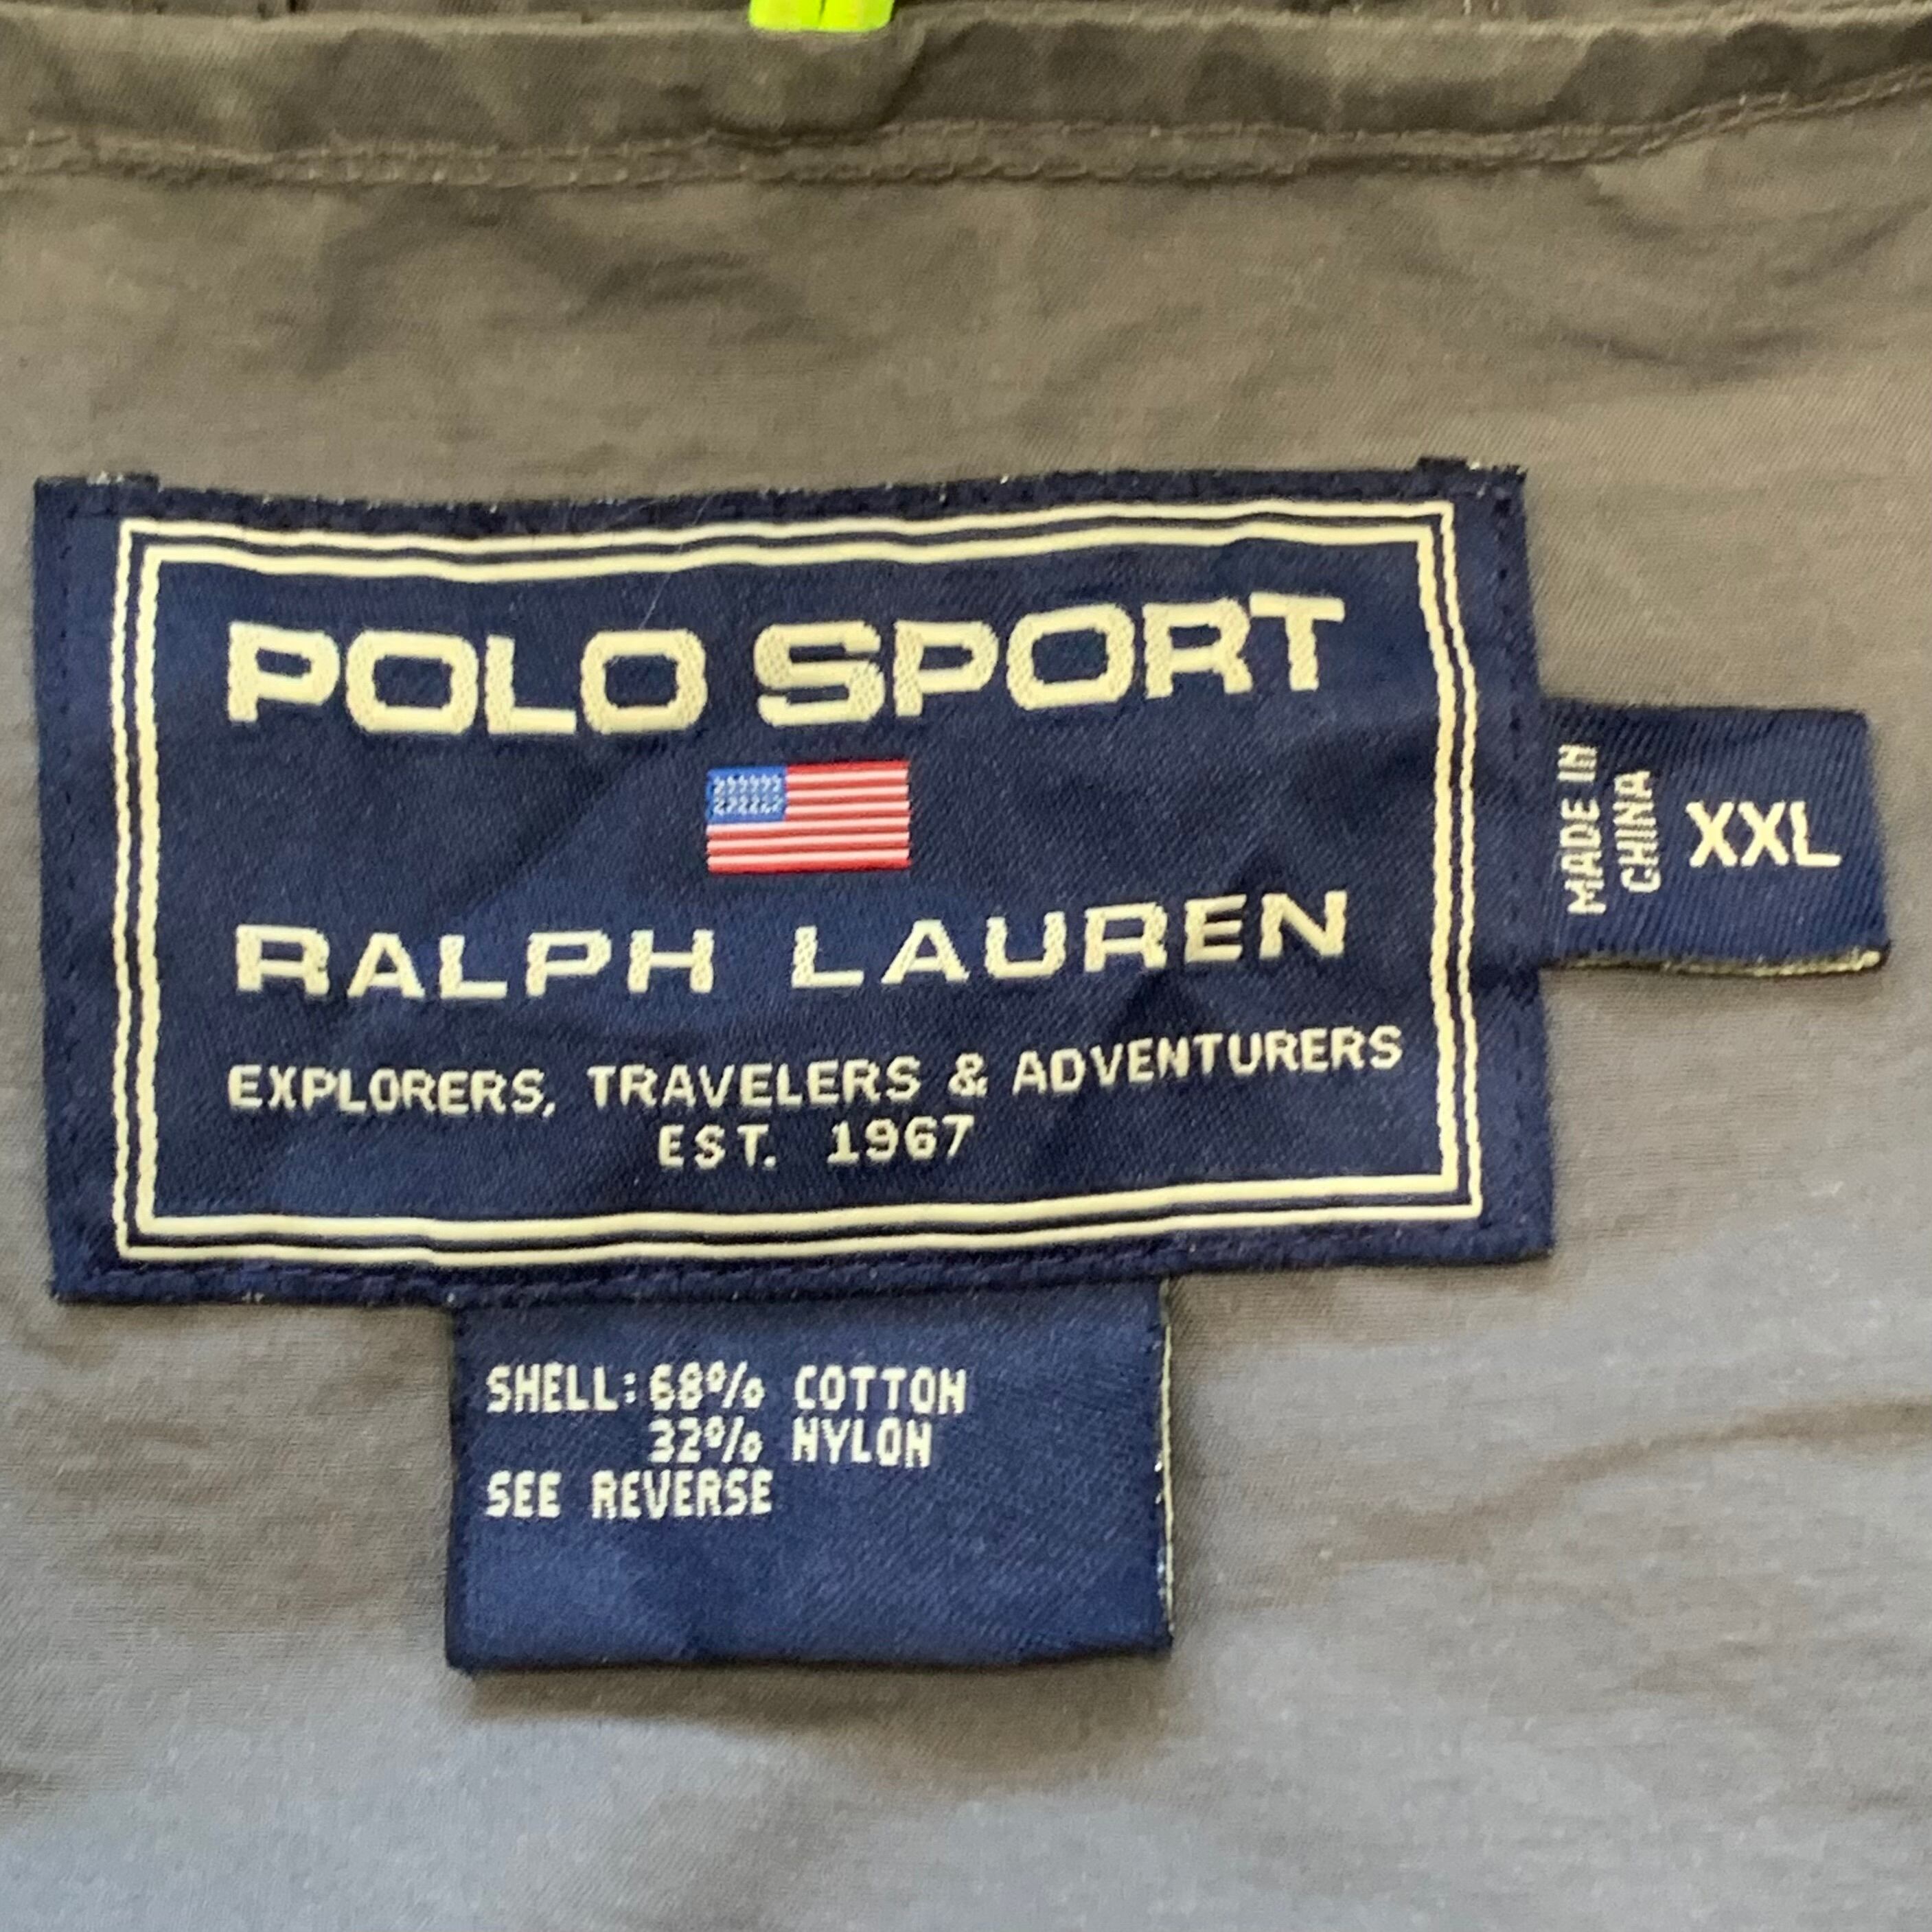 POLO SPORT
RALPH LAUREN
EXPLORERS, TRAVELERS & ADVENTURERS
EST. 1967
MADE IN
CHINA
XXL
SHELL: 68% COTTON
32% NYLON
SEE REVERSE